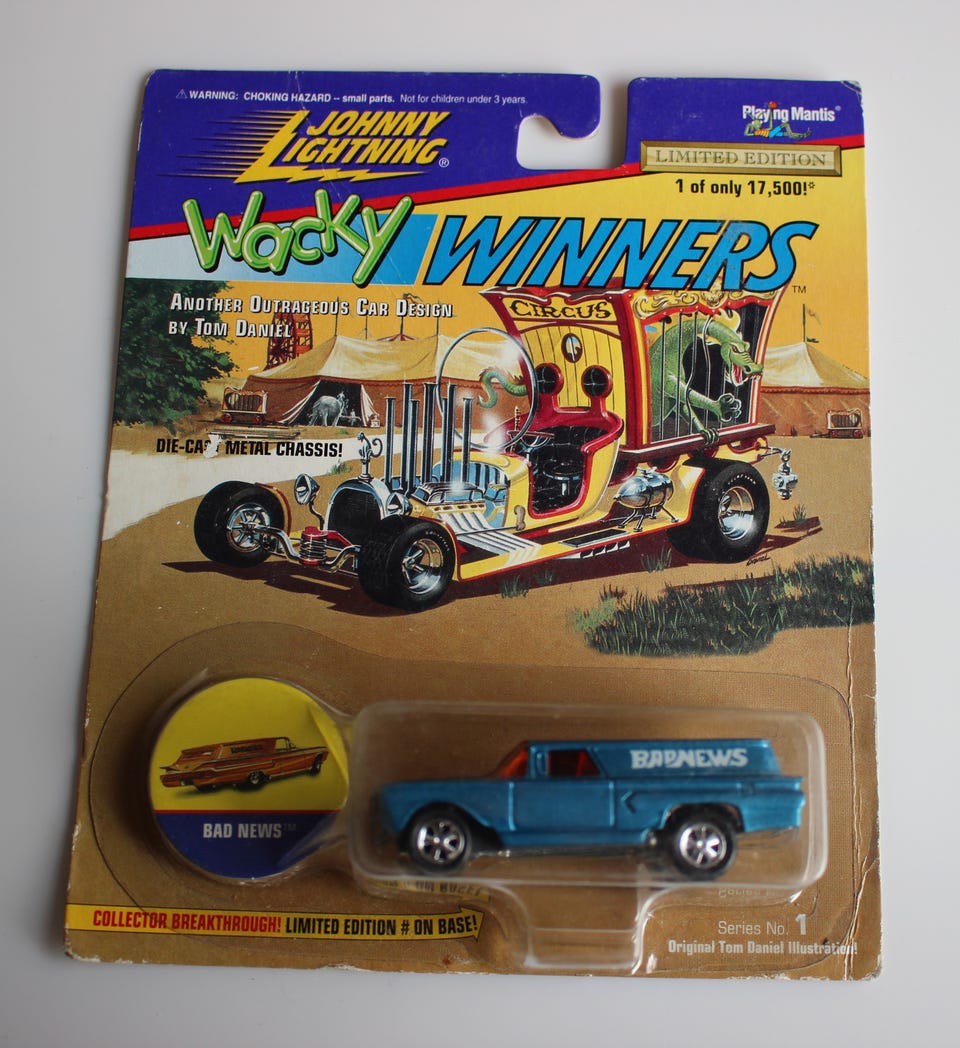 ⚠ WARNING: CHOKING HAZARD -- small parts. Not for children under 3 years.
JOHNNY
LIGHTNING®
Playing Mantis®
LIMITED EDITION
1 of only 17,500!*
Wacky WINNERS™
ANOTHER OUTRAGEOUS CAR DESIGN
BY TOM DANIEL
CIRCUS
METAL CHASSIS!
BADNEWS
BAD NEWS™
COLLECTOR BREAKTHROUGH! LIMITED EDITION # ON BASE!
Series No. 1
Original Tom Daniel Illustration!